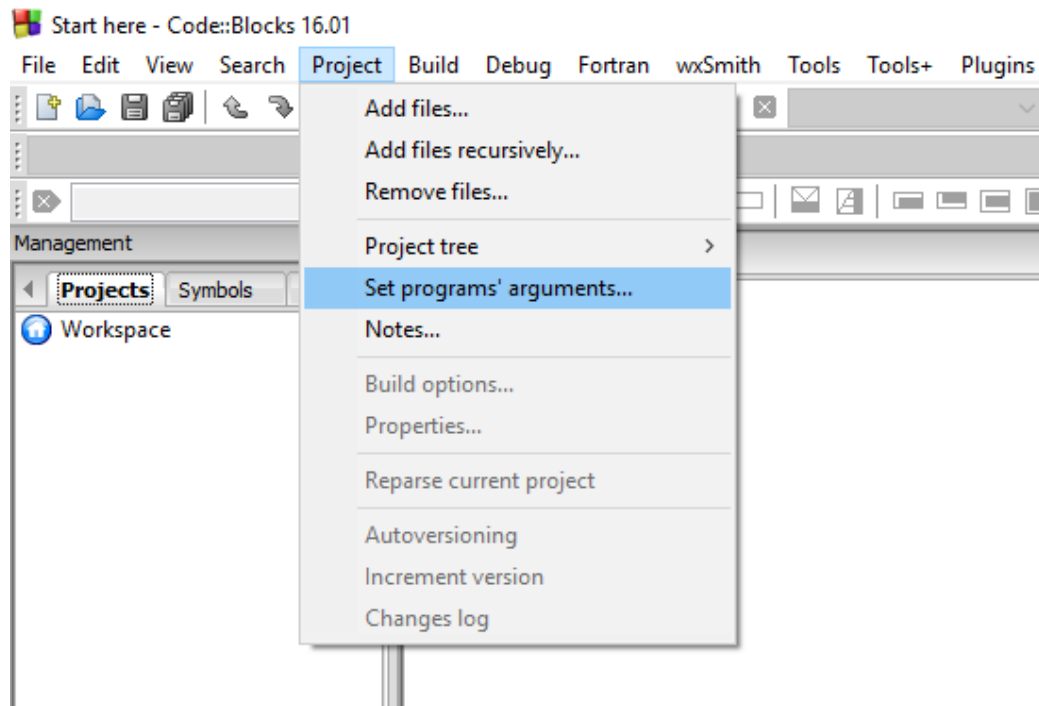 Start here - Code::Blocks 16.01
File Edit View Search Project Build Debug Fortran wxSmith Tools Tools+ Plugins
Add files...
Add files recursively...
Remove files...
Management
Project tree
Projects Symbols
Set programs' arguments...
Workspace
Notes...
Build options...
Properties...
Reparse current project
Autoversioning
Increment version
Changes log